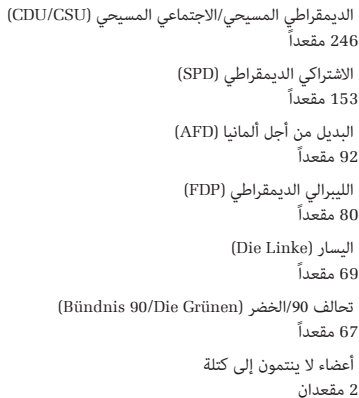 الديمقراطي المسيحي/الاجتماعي المسيحي (CDU/CSU)
246 مقعداً
الاشتراكي الديمقراطي (SPD)
153 مقعداً
البديل من أجل ألمانيا (AFD)
92 مقعداً
الليبرالي الديمقراطي (FDP)
80 مقعداً
اليسار (Die Linke)
69 مقعداً
تحالف 90/الخضر (Bündnis 90/Die Grünen)
67 مقعداً
أعضاء لا ينتمون إلى كتلة
2 مقعدان